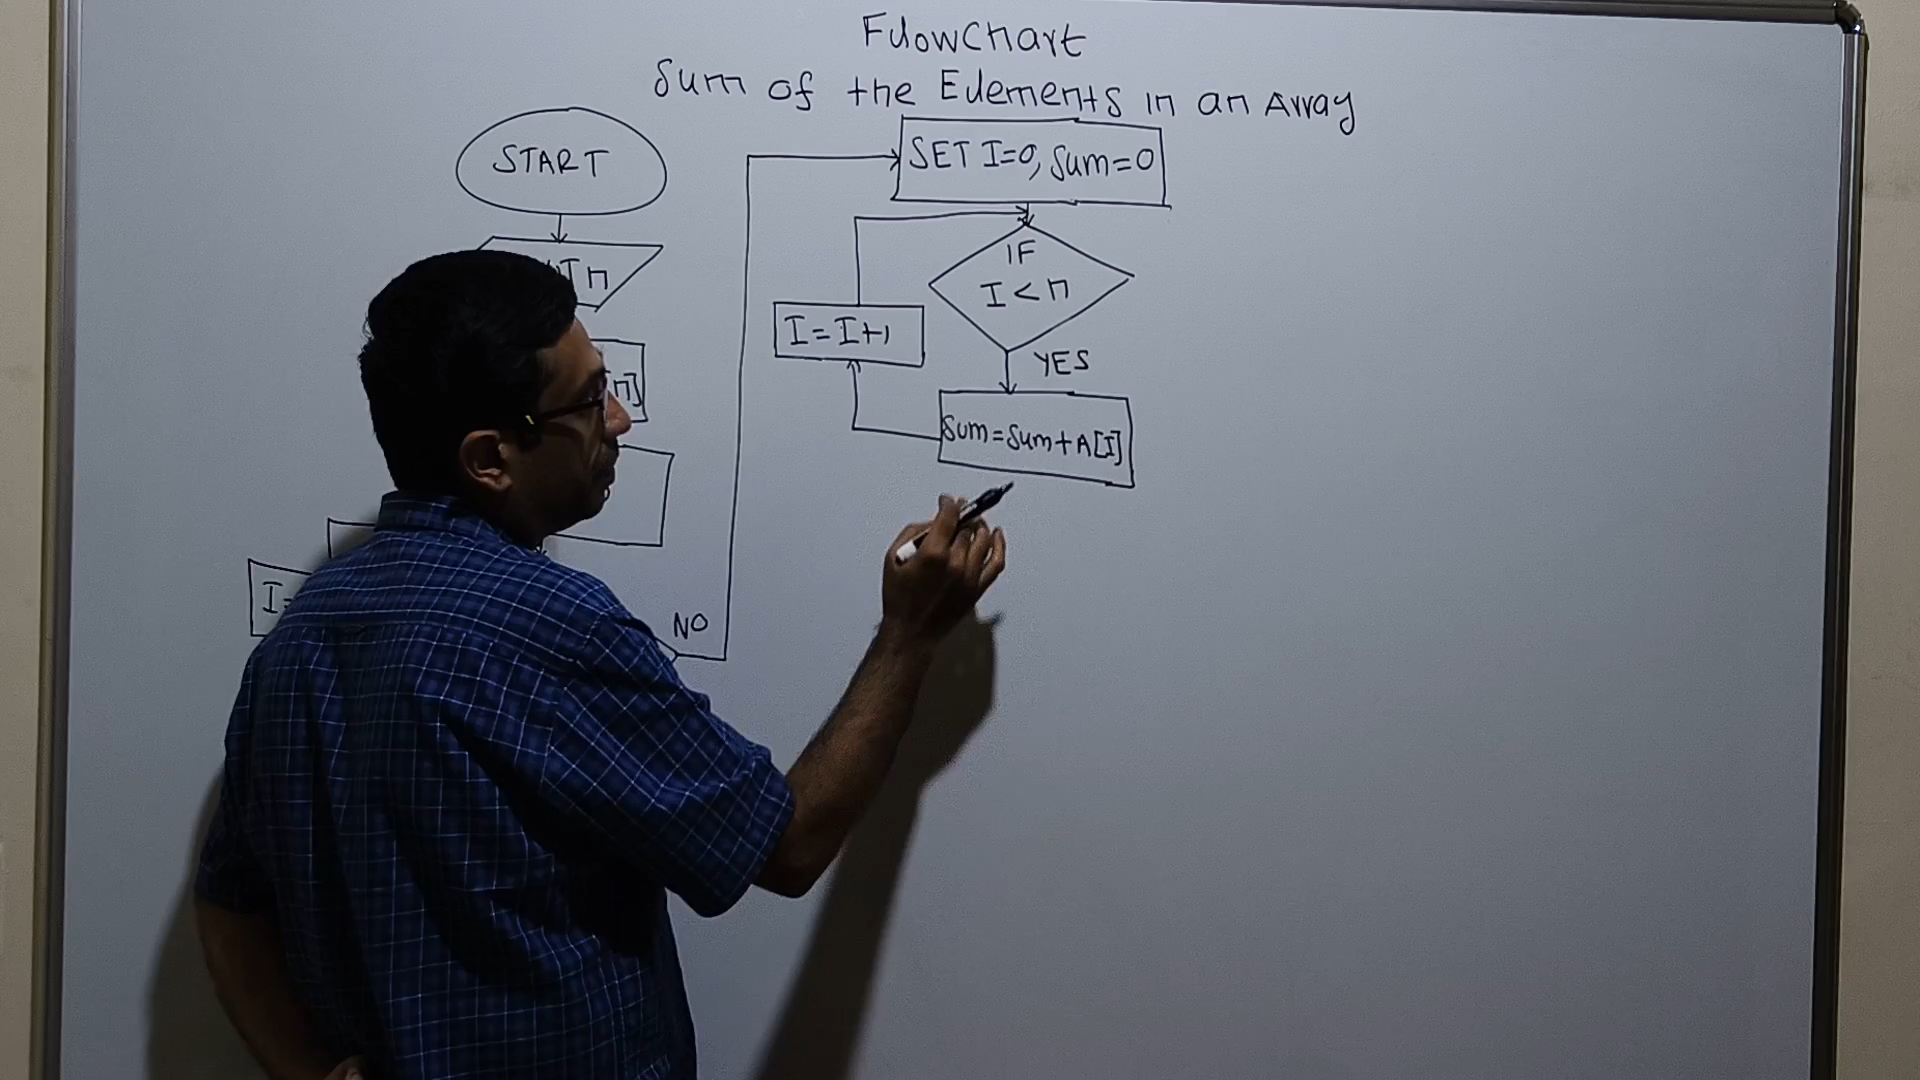 FlowChart
Sum of the Elements in an Array
START
n
n]
I=
NO
SET I=0, Sum=0
IF
I < n
YES
I = I+1
Sum=Sum+A[I]